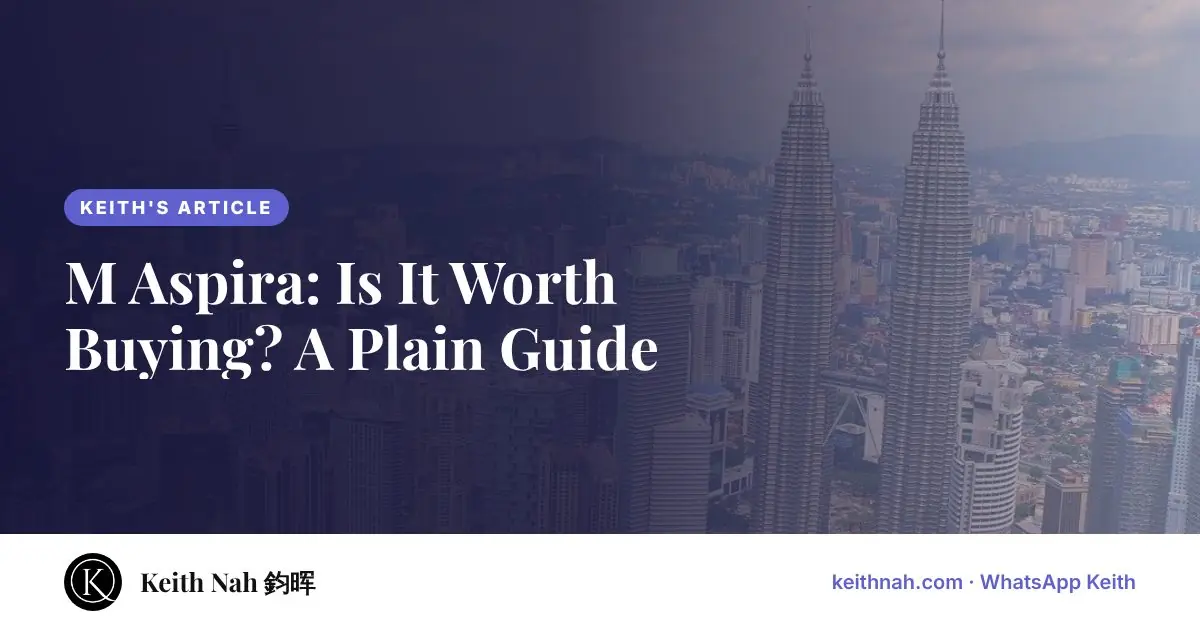 KEITH'S ARTICLE
M Aspira: Is It Worth
Buying? A Plain Guide
K
Keith Nah 鈞晖
keithnah.com · WhatsApp Keith